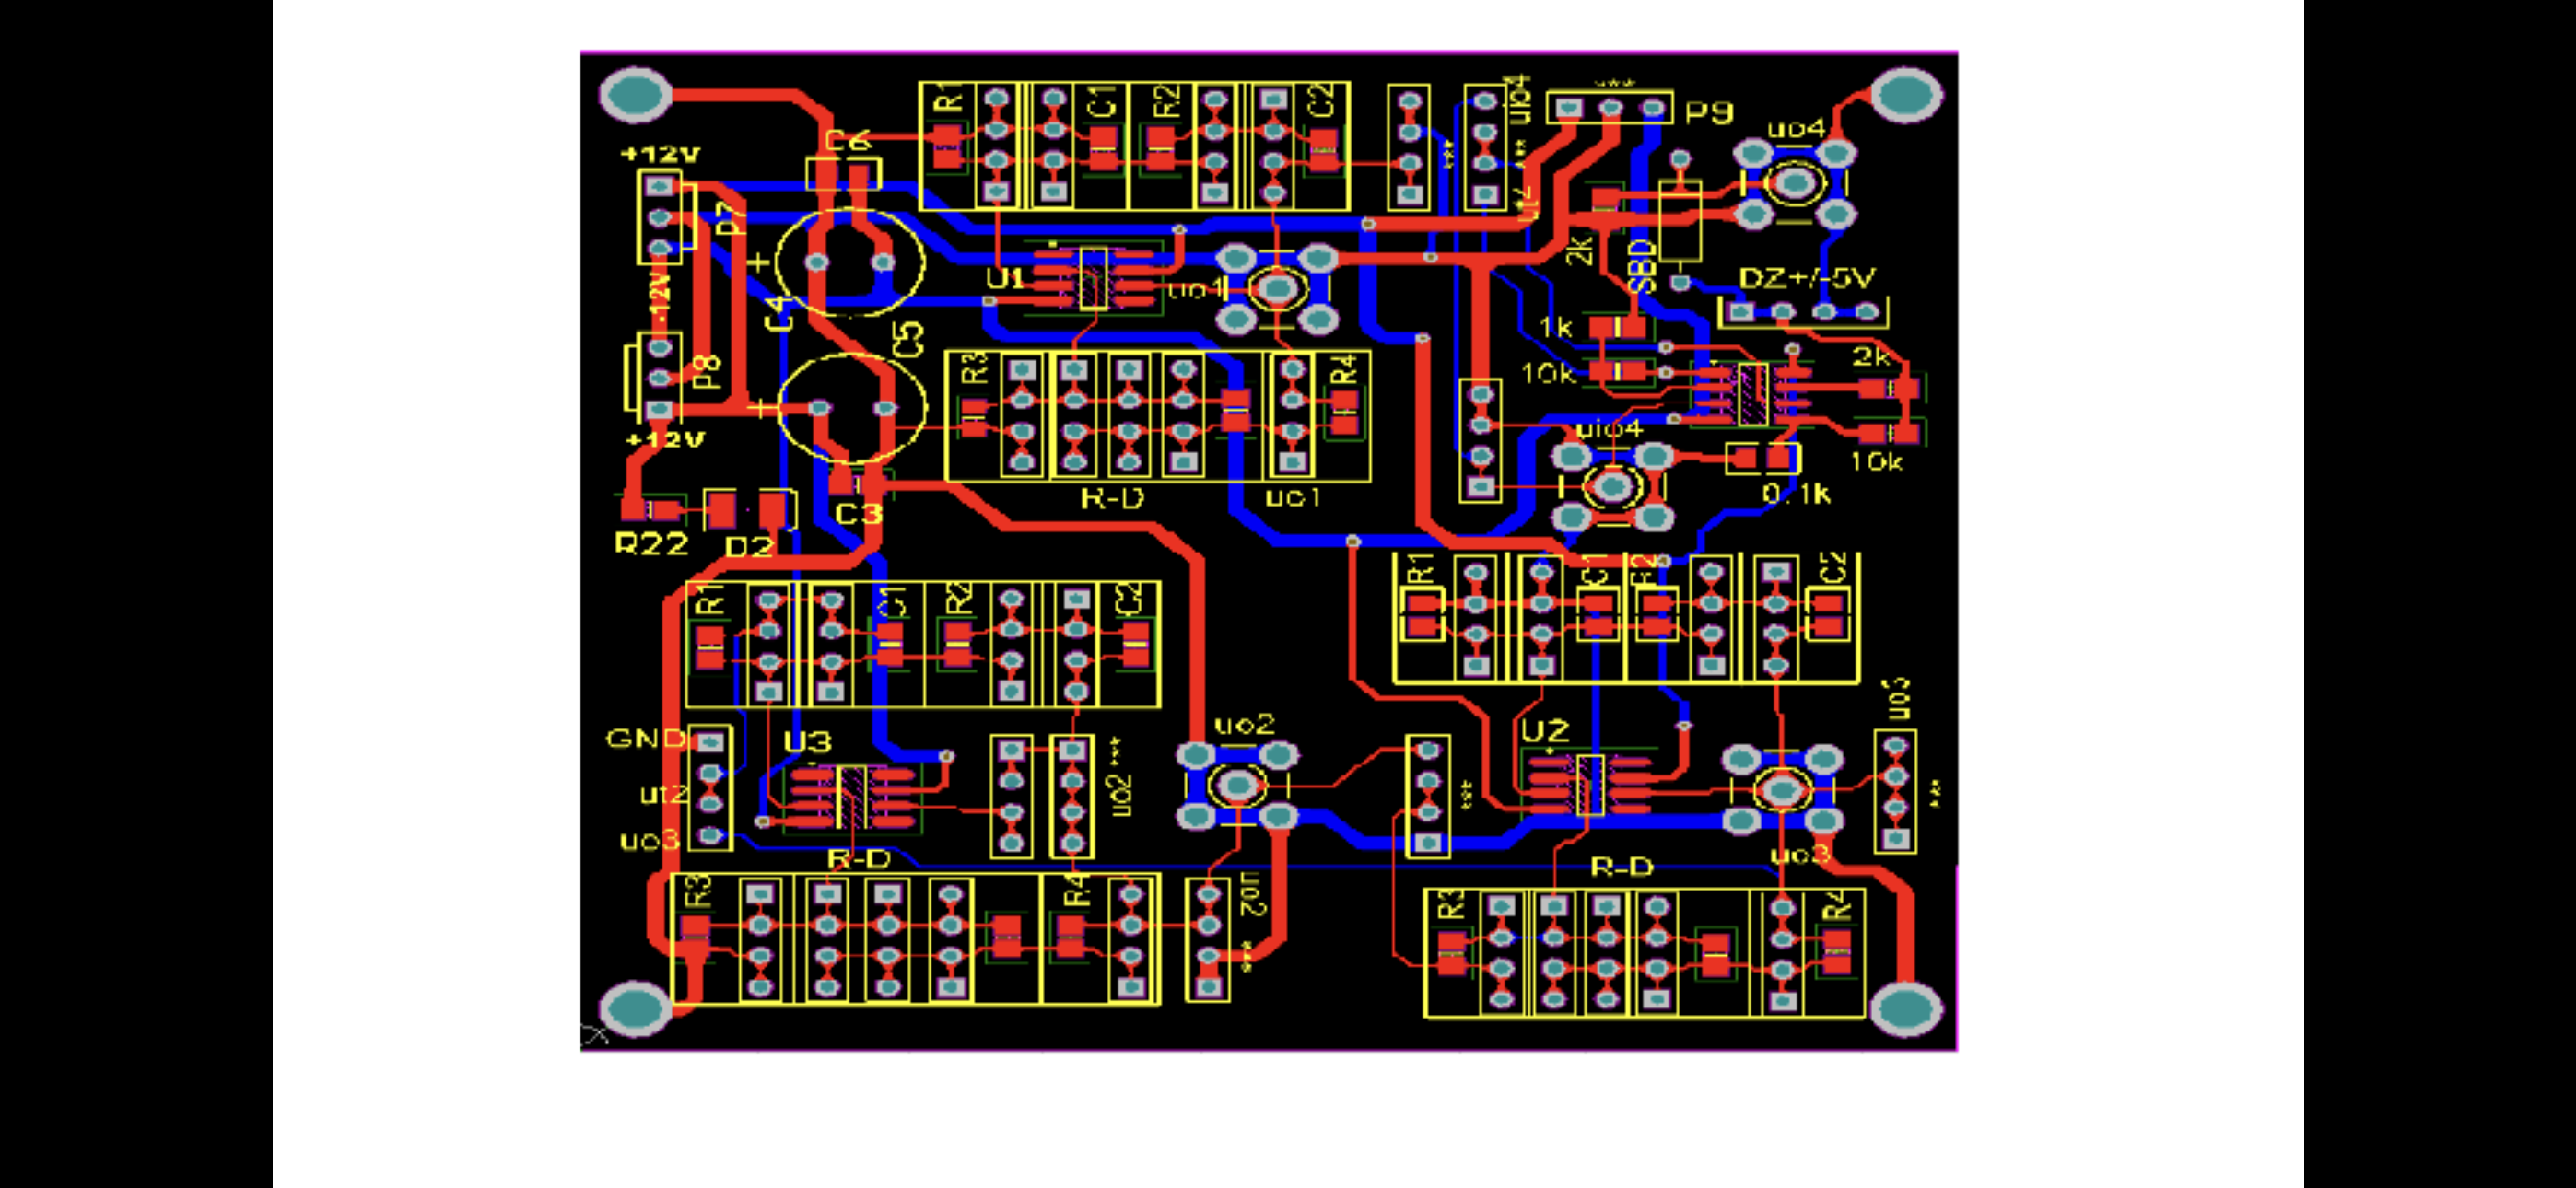 R1
C1
R2
C2
uo4
P9
uo4
C6
+12V
P7
ut2
2k
SBD
DZ+/-5V
U1
uo1
-12V
C4
+
C5
1k
10k
2k
R3
R4
P8
+
+12V
uio4
10k
R-D
uo1
0.1k
C3
R22
D2
R1
C1
R2
C2
R1
C1
R2
C2
GND
U3
uo2
uo2
U2
uo3
ut2
uo3
R-D
uo3
R-D
R3
R4
uo2
R3
R4